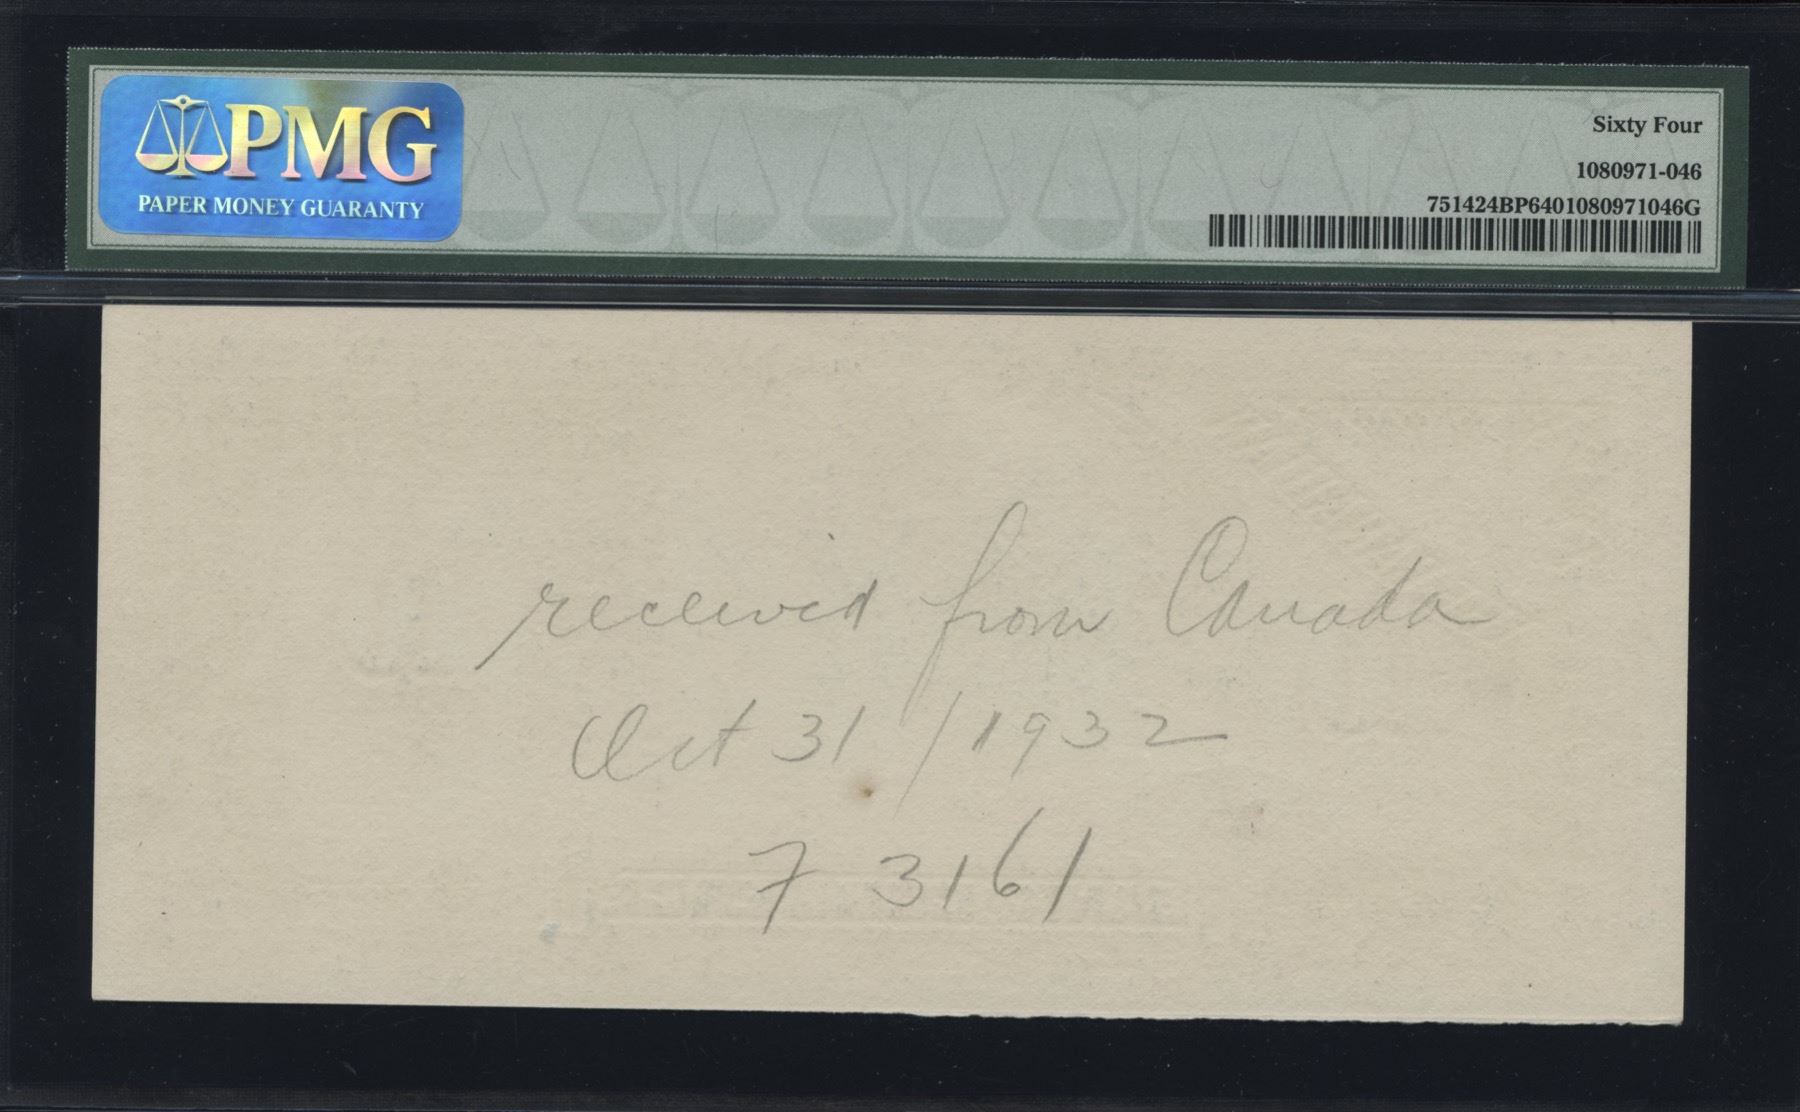 PMG
PAPER MONEY GUARANTY
Sixty Four
1080971-046
751424BP6401080971046G
received from Canada
Oct 31 / 1932
7 3161